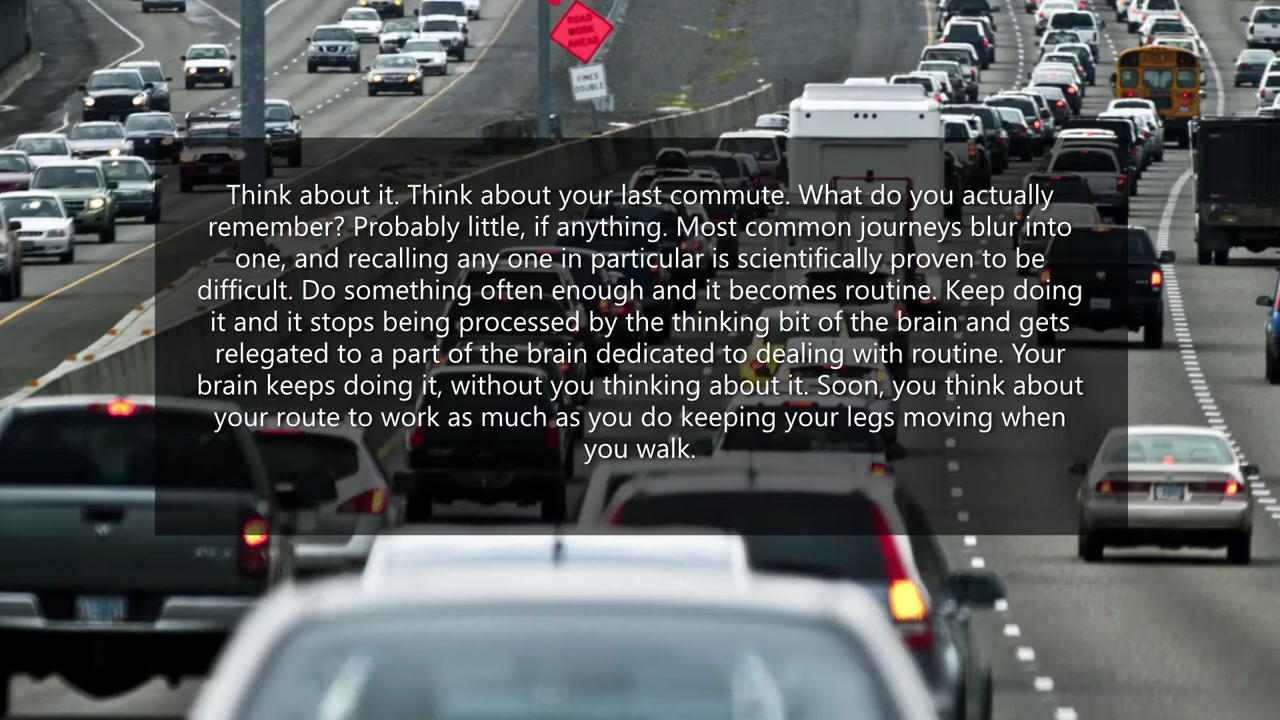 ROAD
WORK
AHEAD
FINES
DOUBLE
Think about it. Think about your last commute. What do you actually
remember? Probably little, if anything. Most common journeys blur into
one, and recalling any one in particular is scientifically proven to be
difficult. Do something often enough and it becomes routine. Keep doing
it and it stops being processed by the thinking bit of the brain and gets
relegated to a part of the brain dedicated to dealing with routine. Your
brain keeps doing it, without you thinking about it. Soon, you think about
your route to work as much as you do keeping your legs moving when
you walk.